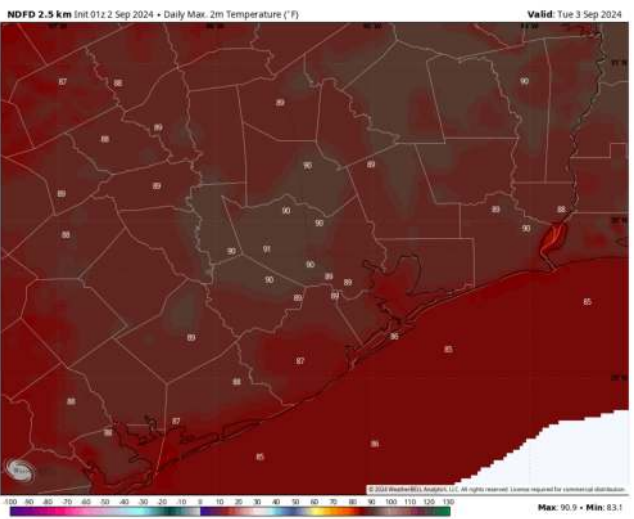 NDFD 2.5 km Init 01z 2 Sep 2024 • Daily Max. 2m Temperature (°F)
Valid: Tue 3 Sep 2024
87 88 90
89
89
88
90 89
89 89
90 89 88
90 90
88
90 91
90
90 89 89
89 89
85
89 86
85
87
88
88
87
86
85
© 2024 WeatherBELL Analytics, LLC. All rights reserved. License required for commercial distribution.
-100 -90 -80 -70 -60 -50 -40 -30 -20 -10 0 10 20 30 40 50 60 70 80 90 100 110 120 130
Max: 90.9 • Min: 83.1